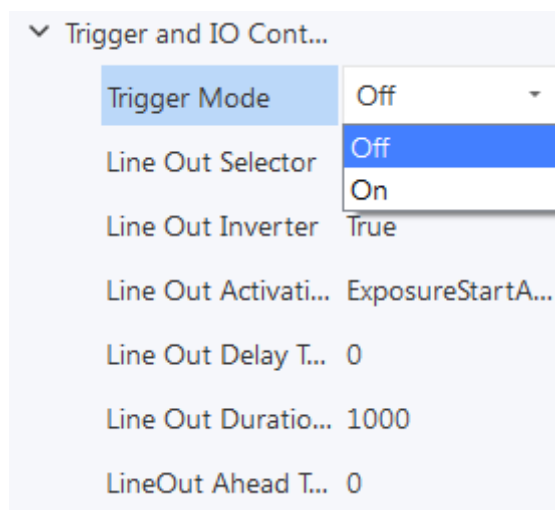 Trigger and IO Cont...
Trigger Mode Off
Line Out Selector Off
On
Line Out Inverter True
Line Out Activati... ExposureStartA...
Line Out Delay T... 0
Line Out Duratio... 1000
LineOut Ahead T... 0